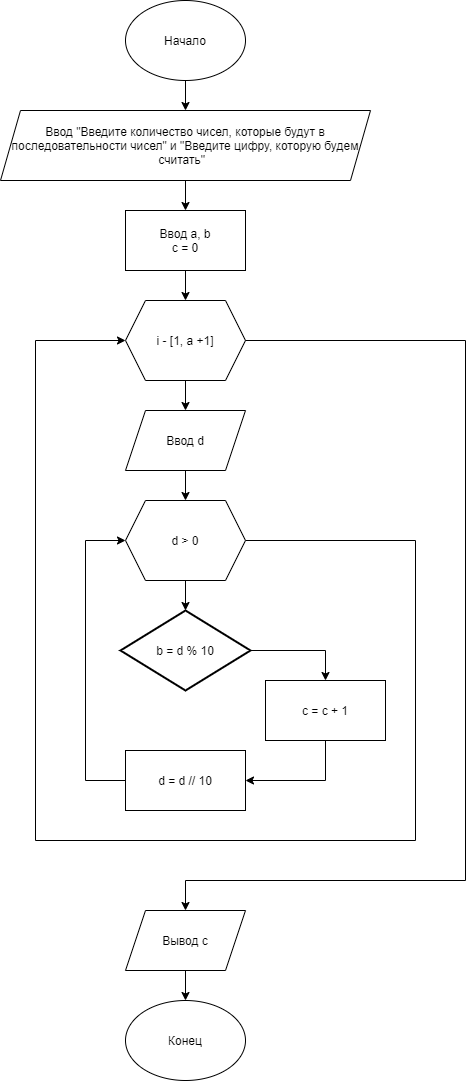 Начало
Ввод "Введите количество чисел, которые будут в
последовательности чисел" и "Введите цифру, которую будем
считать"
Ввод a, b
c = 0
i - [1, a +1]
Ввод d
d > 0
b = d % 10
c = c + 1
d = d // 10
Вывод c
Конец